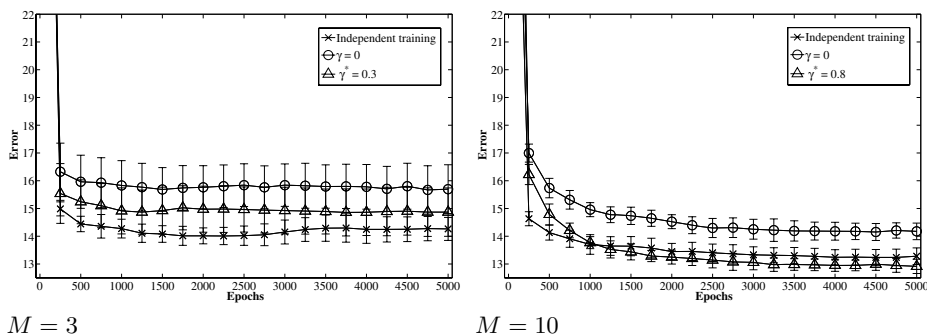 22
21
20
19
18
17
16
15
14
13
Error
0 500 1000 1500 2000 2500 3000 3500 4000 4500 5000
Epochs
Independent training
γ = 0
γ* = 0.3
M = 3
22
21
20
19
18
17
16
15
14
13
Error
0 500 1000 1500 2000 2500 3000 3500 4000 4500 5000
Epochs
Independent training
γ = 0
γ* = 0.8
M = 10